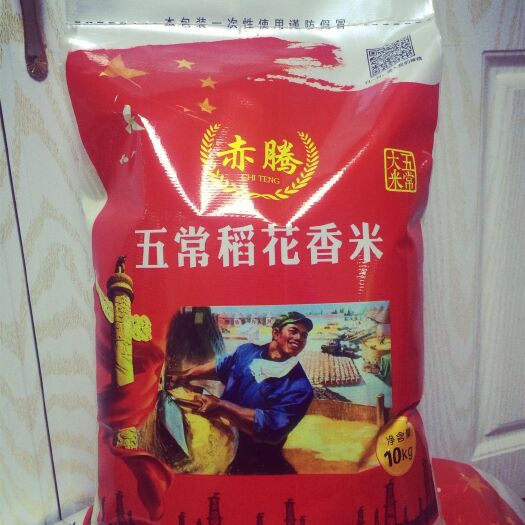 本包装一次性使用谨防假冒
赤腾
CHI TENG
五常
大米
五常稻花香米
净含量
10kg